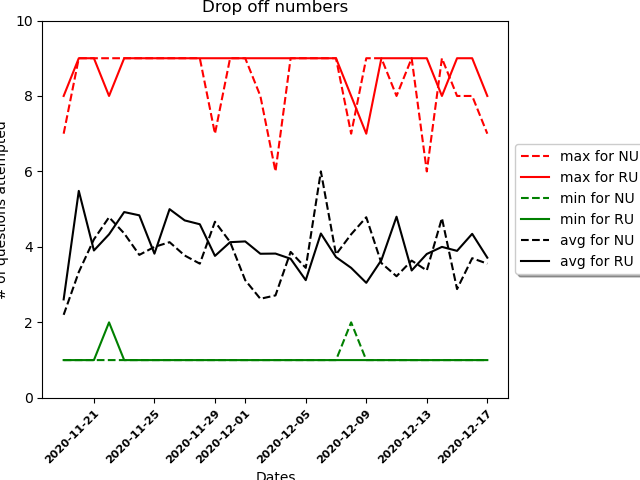 Drop off numbers
10
8
6
4
2
0
# of questions attempted
2020-11-21
2020-11-25
2020-11-29
2020-12-01
2020-12-05
2020-12-09
2020-12-13
2020-12-17
Dates
max for NU
max for RU
min for NU
min for RU
avg for NU
avg for RU